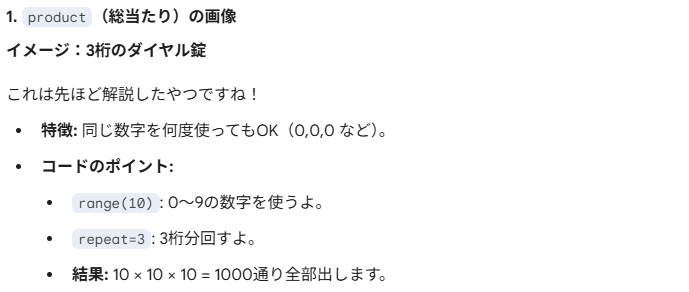 1. product（総当たり）の画像
イメージ：3桁のダイヤル錠
これは先ほど解説したやつですね！
• 特徴: 同じ数字を何度使ってもOK（0,0,0 など）。
• コードのポイント:
• range(10): 0〜9の数字を使うよ。
• repeat=3: 3桁分回すよ。
• 結果: 10 × 10 × 10 = 1000通り全部出します。